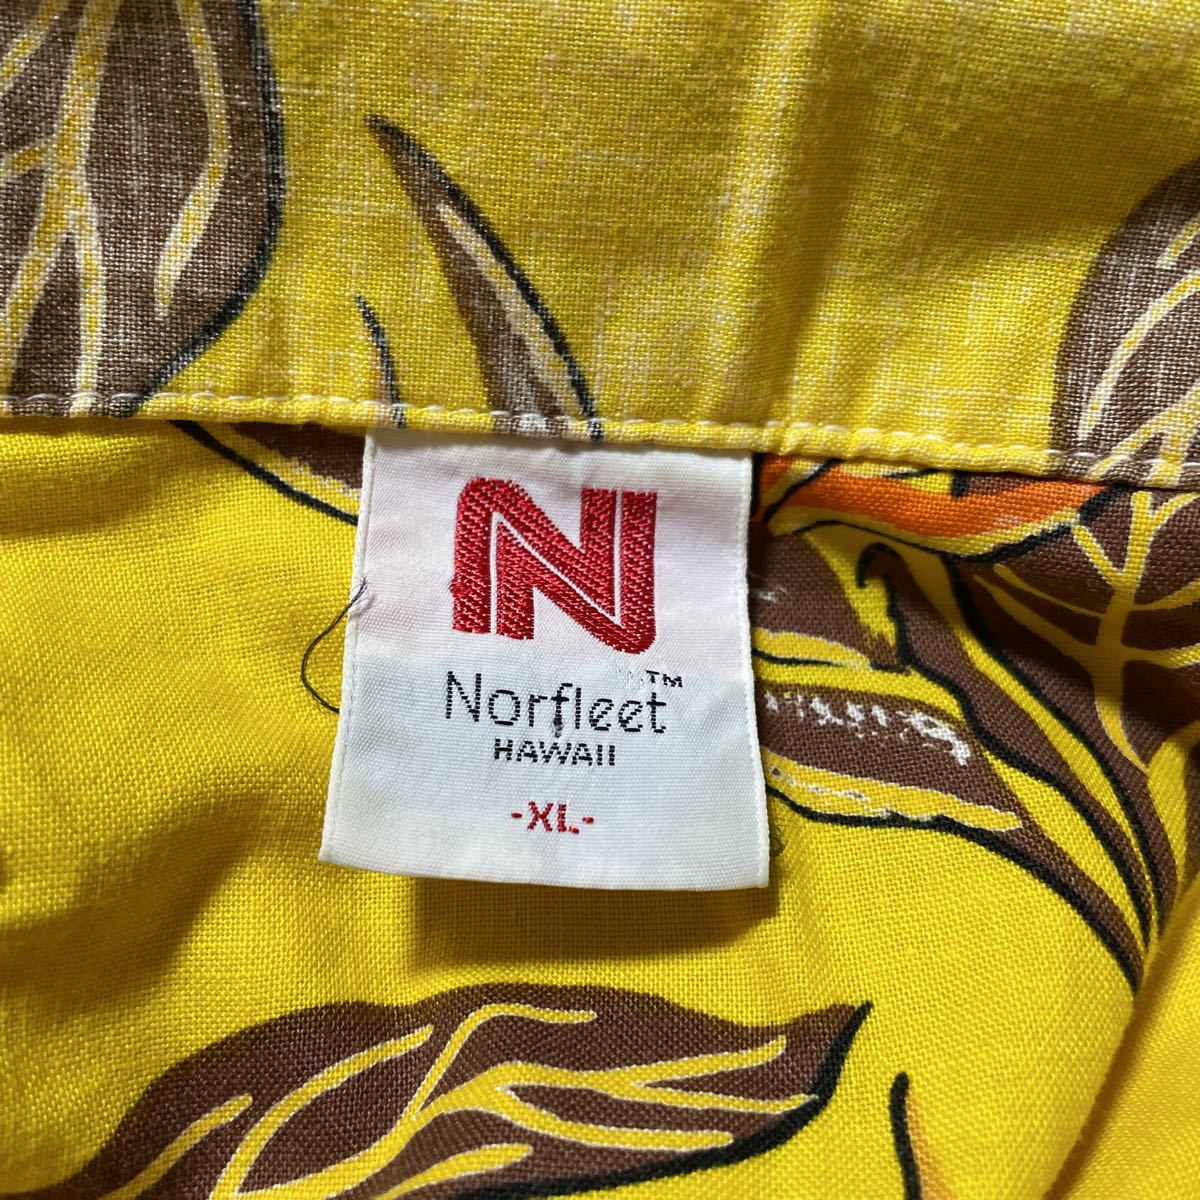 N
Norfleet™
HAWAII
-XL-